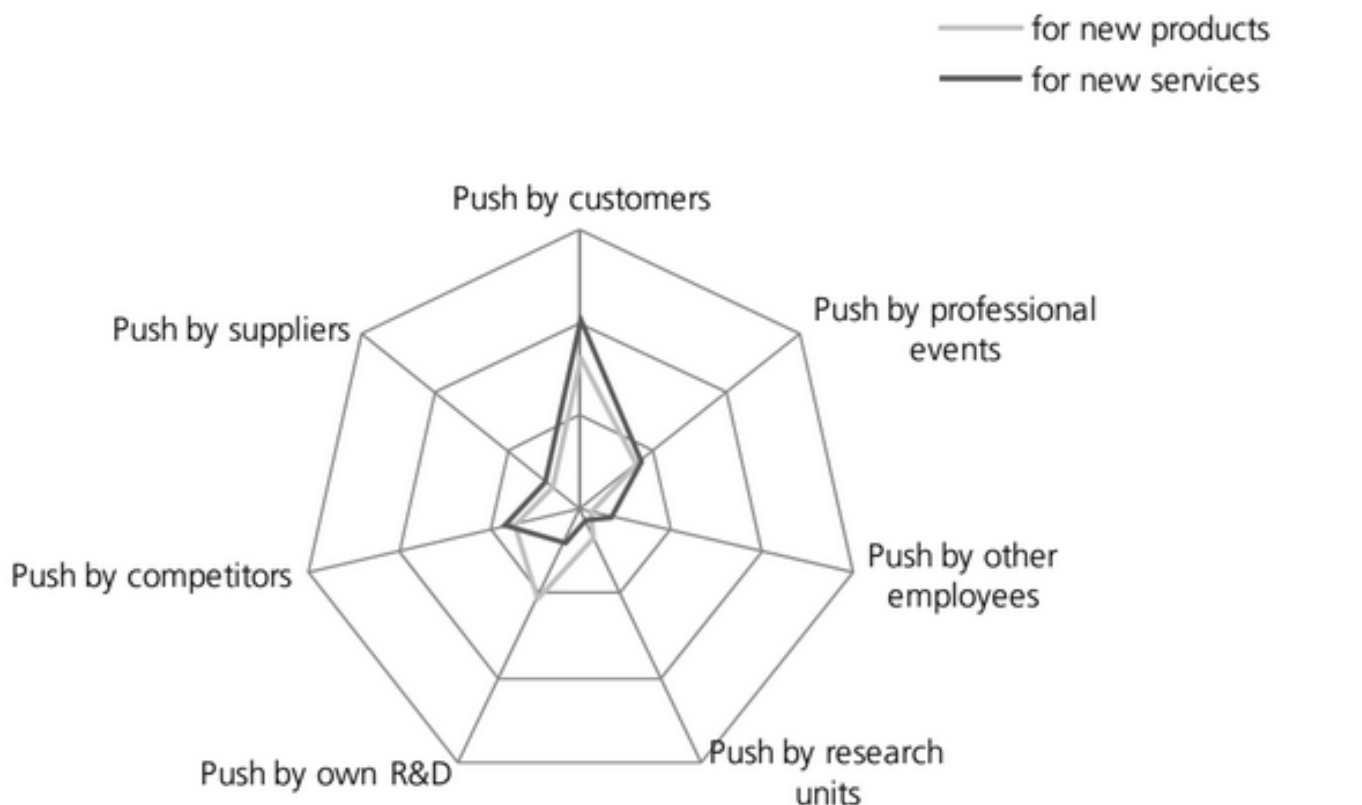 for new products
for new services
Push by customers
Push by professional
events
Push by suppliers
Push by other
employees
Push by competitors
Push by research
units
Push by own R&D